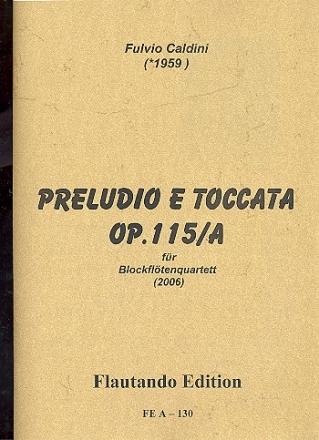 Fulvio Caldini
(*1959 )
PRELUDIO E TOCCATA
OP.115/A
für
Blockflötenquartett
(2006)
Flautando Edition
FE A – 130